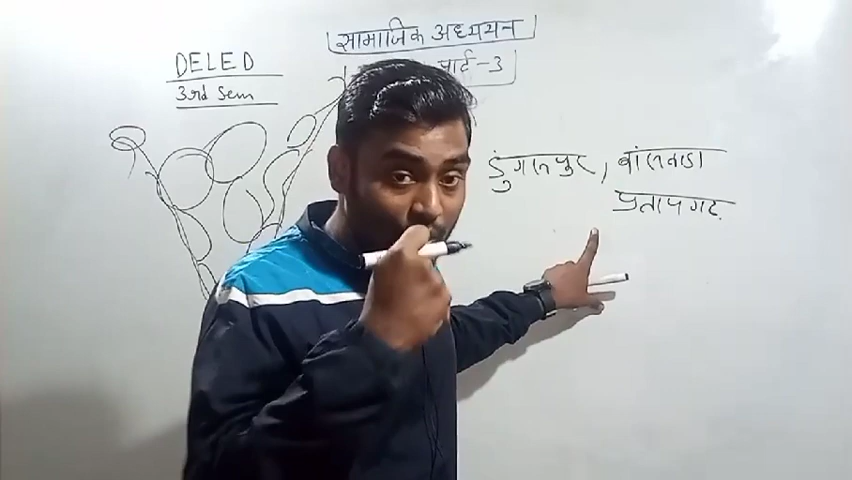 सामाजिक अध्ययन
DELED
पार्ट-3
3rd Sem
डुंगरपुर, बांसवाडा
प्रतापगढ़